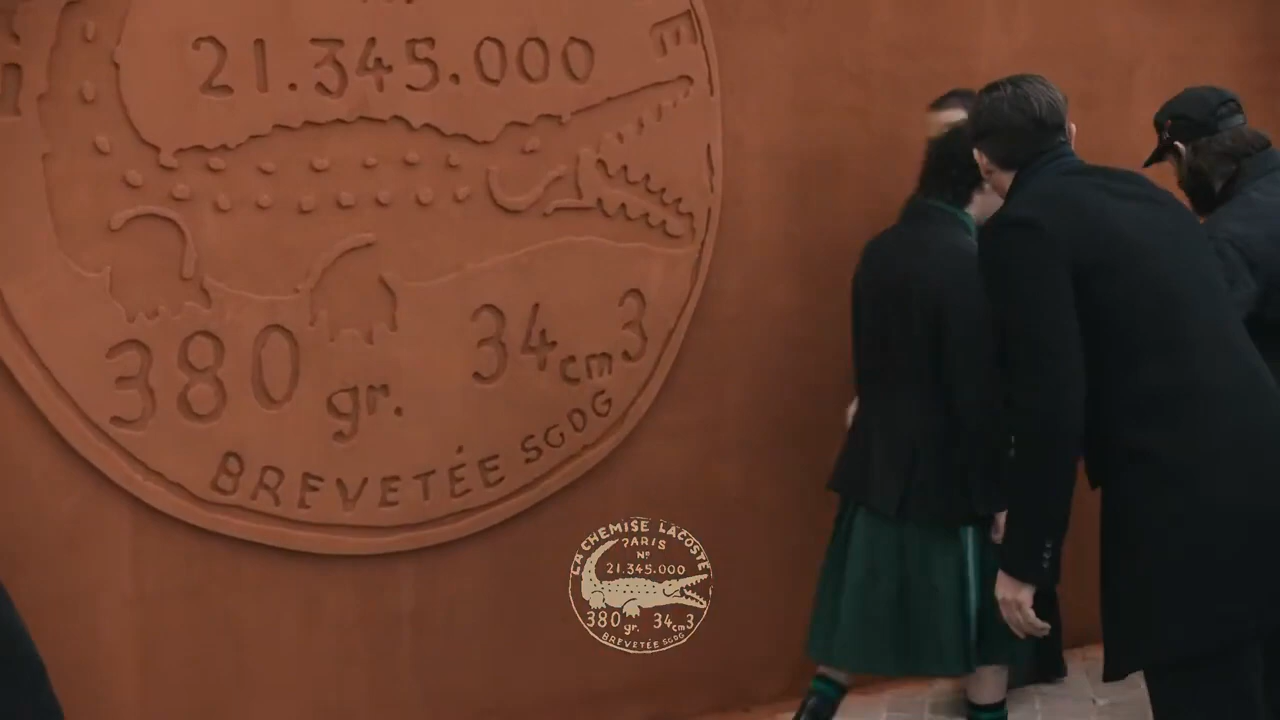 21.345.000
E
380 gr. 34cm3
BREVETÉE SGDG
LA CHEMISE LACOSTE
PARIS
Nº
21.345.000
380 gr. 34cm3
BREVETÉE SGDG